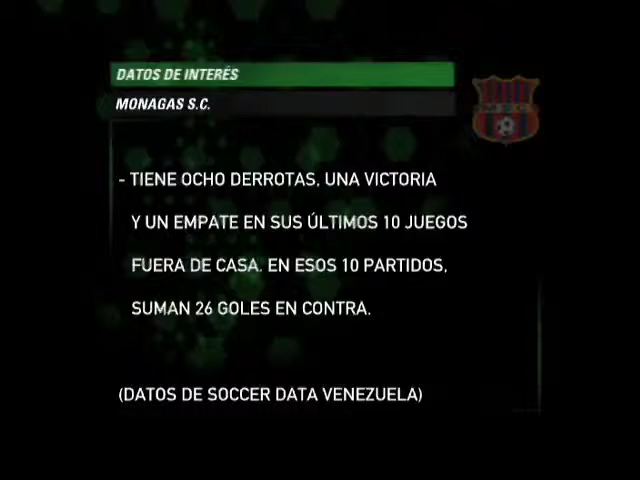 DATOS DE INTERÉS
MONAGAS S.C.
- TIENE OCHO DERROTAS, UNA VICTORIA
Y UN EMPATE EN SUS ÚLTIMOS 10 JUEGOS
FUERA DE CASA. EN ESOS 10 PARTIDOS,
SUMAN 26 GOLES EN CONTRA.
(DATOS DE SOCCER DATA VENEZUELA)